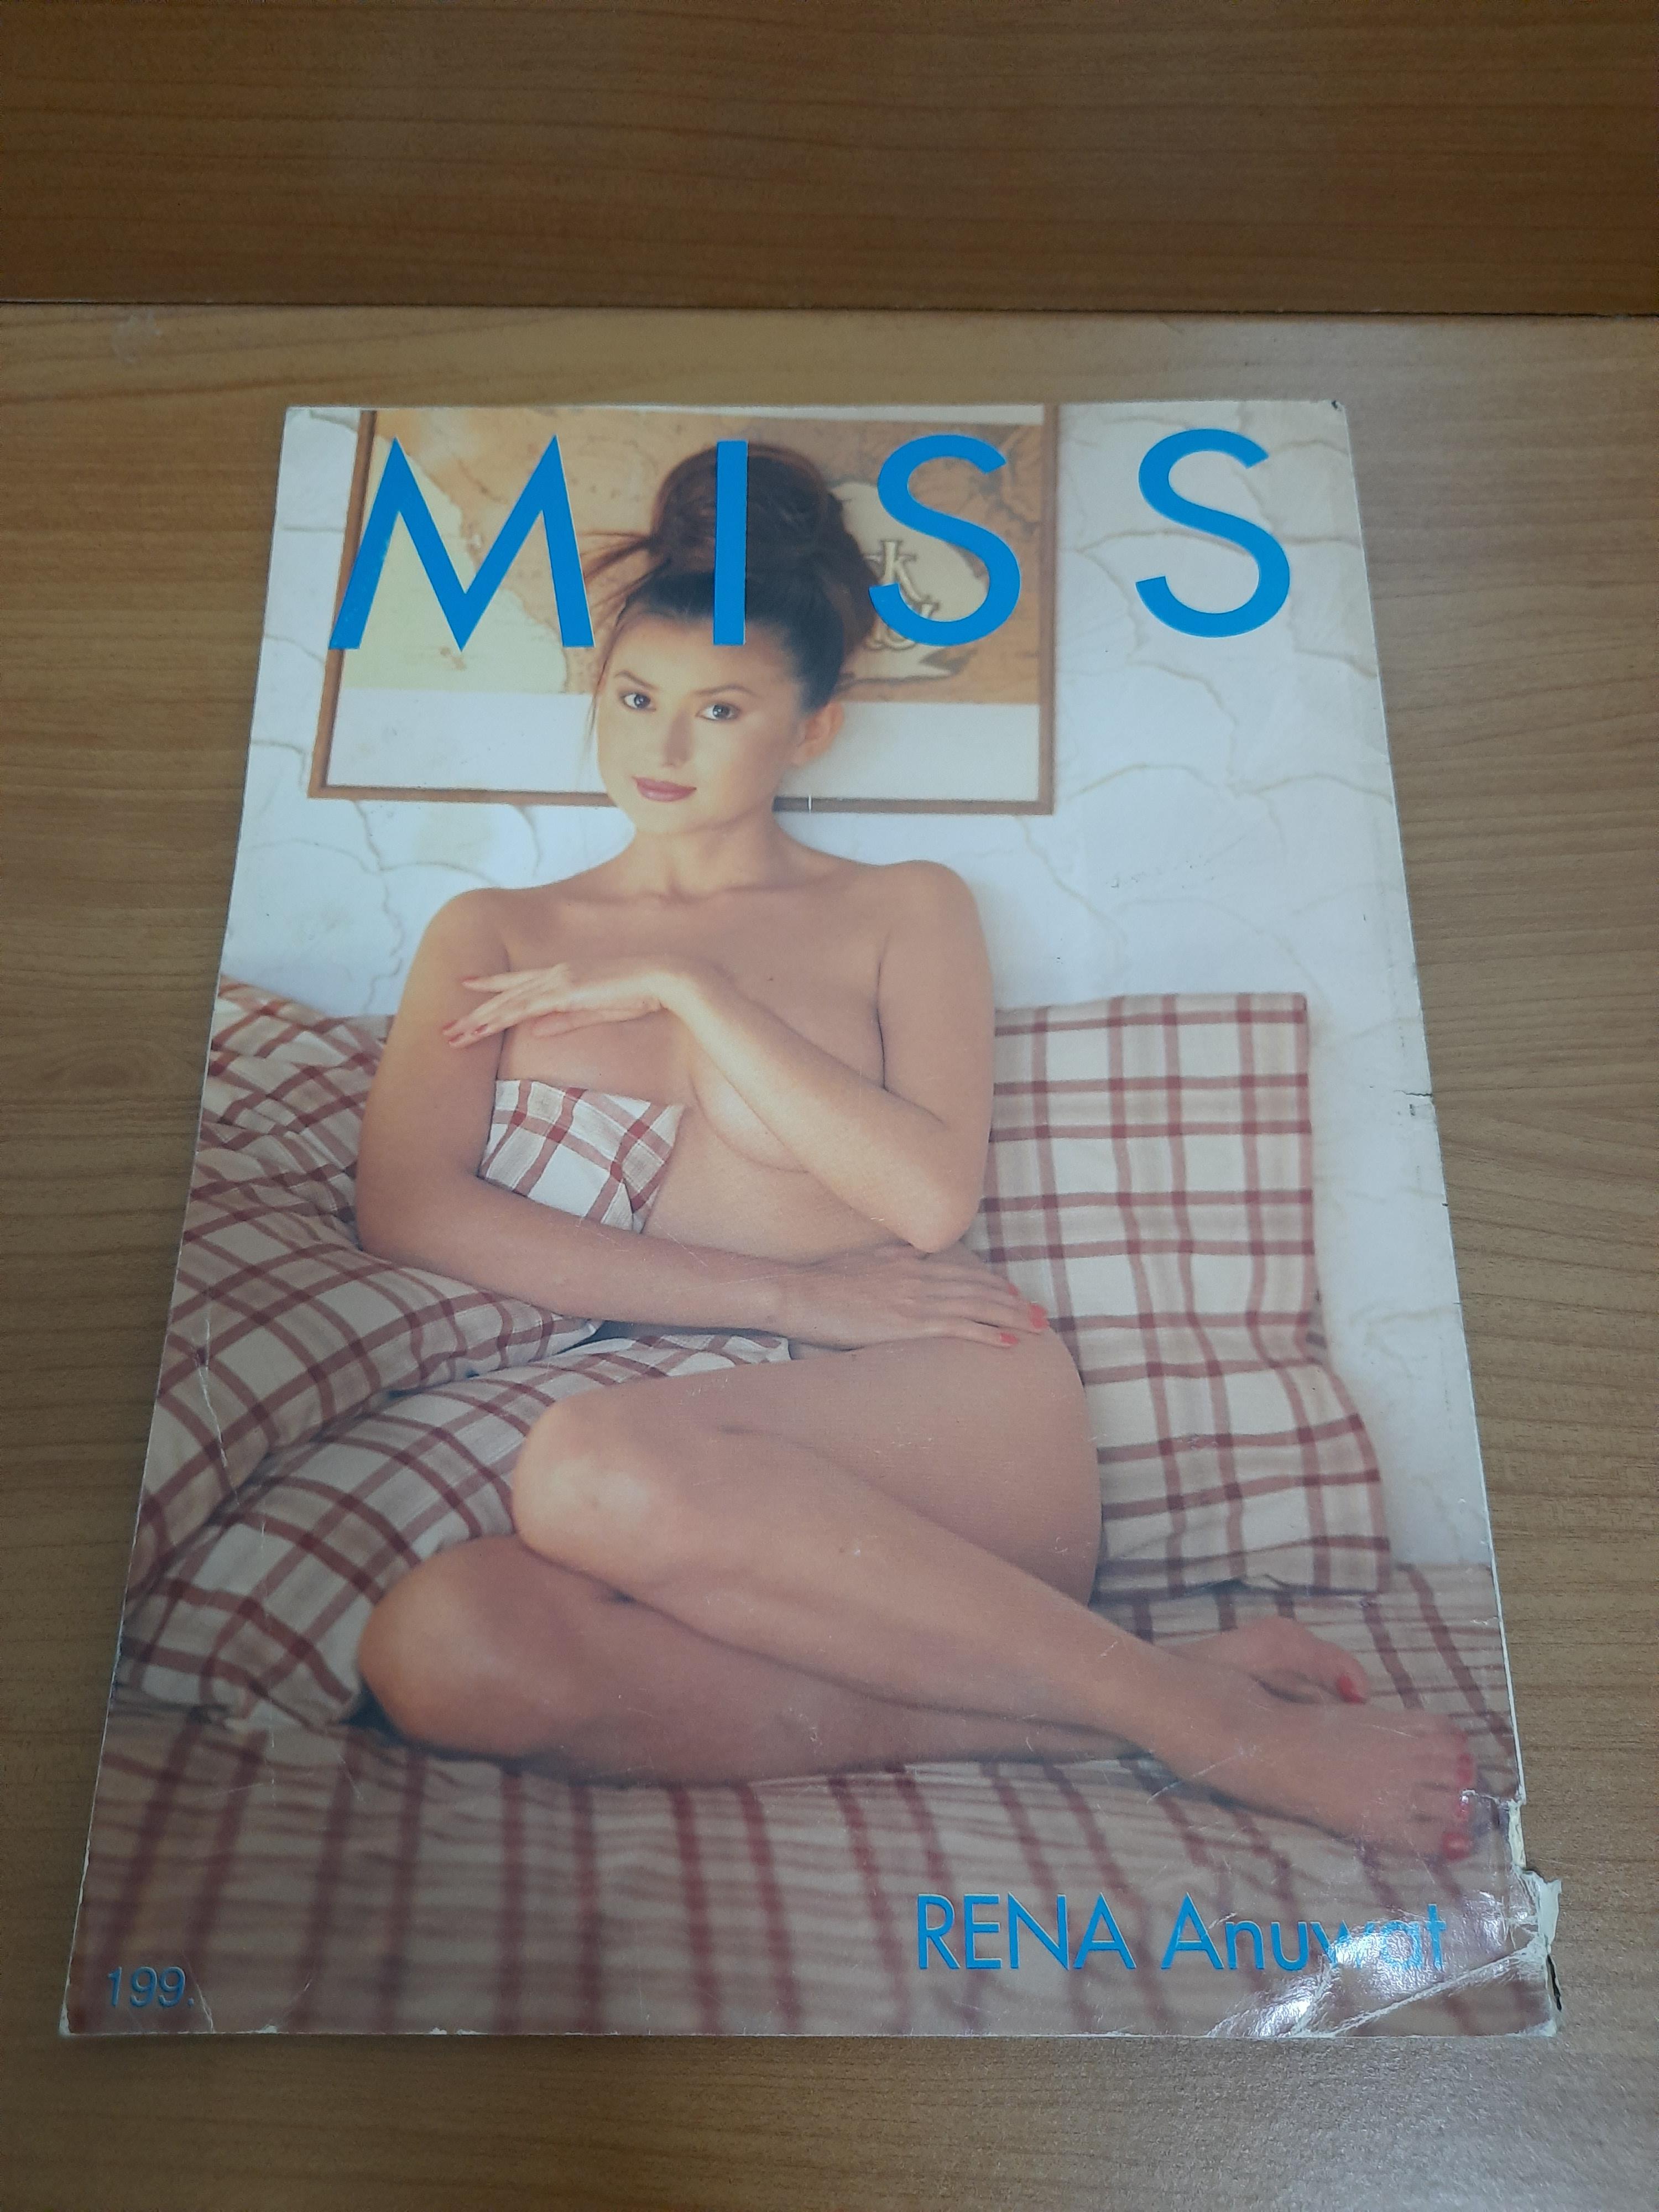 MISS
RENA Anuwat
199.